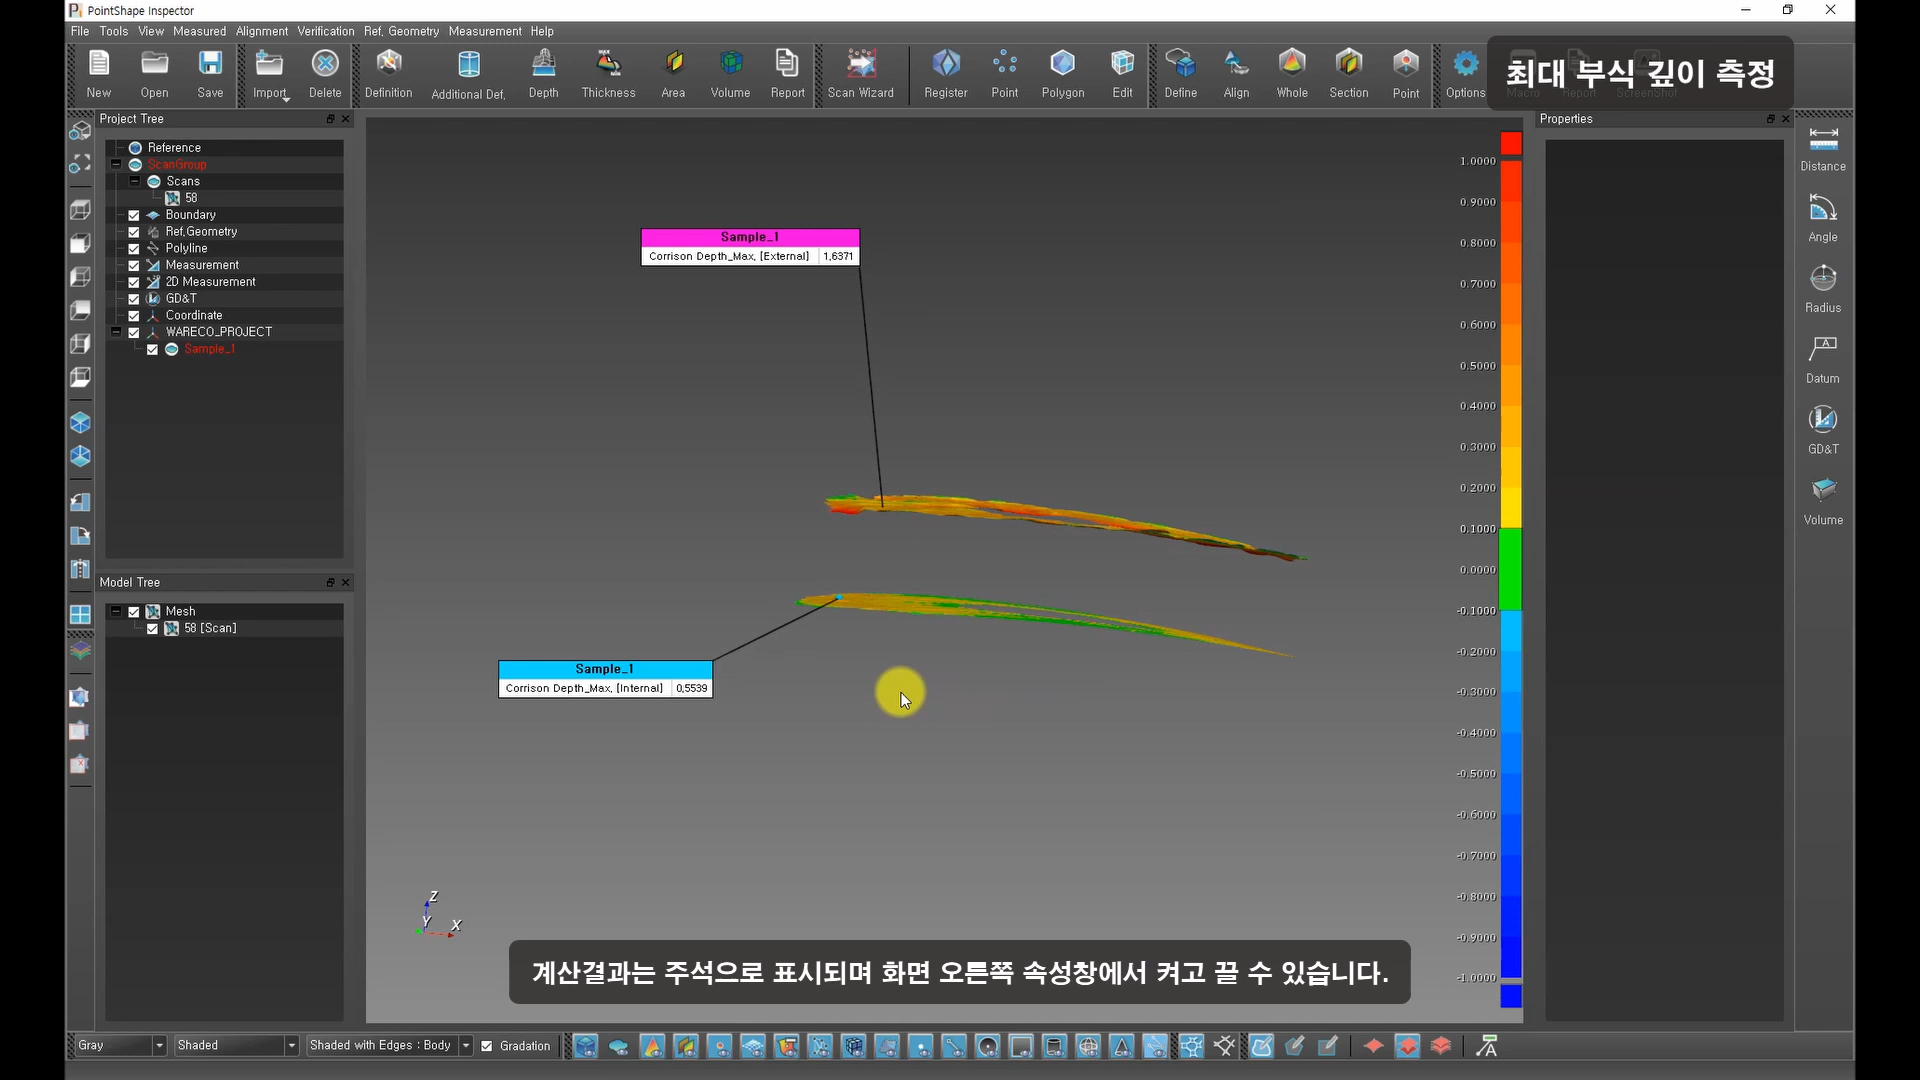 PointShape Inspector
File Tools View Measured Alignment Verification Ref. Geometry Measurement Help
New Open Save Import Delete Definition Additional Def. Depth Thickness Area Volume Report Scan Wizard Register Point Polygon Edit Define Align Whole Section Point Options
최대 부식 깊이 측정
Project Tree
Reference
ScanGroup
Scans
58
Boundary
Ref.Geometry
Polyline
Measurement
2D Measurement
GD&T
Coordinate
WARECO_PROJECT
Sample_1
Model Tree
Mesh
58 [Scan]
Sample_1
Corrison Depth_Max. [External] 1.6371
Sample_1
Corrison Depth_Max. [Internal] 0.5539
Z
Y
X
1.0000
0.9000
0.8000
0.7000
0.6000
0.5000
0.4000
0.3000
0.2000
0.1000
0.0000
-0.1000
-0.2000
-0.3000
-0.4000
-0.5000
-0.6000
-0.7000
-0.8000
-0.9000
-1.0000
Properties
Distance
Angle
Radius
Datum
GD&T
Volume
계산결과는 주석으로 표시되며 화면 오른쪽 속성창에서 켜고 끌 수 있습니다.
Gray Shaded Shaded with Edges : Body Gradation